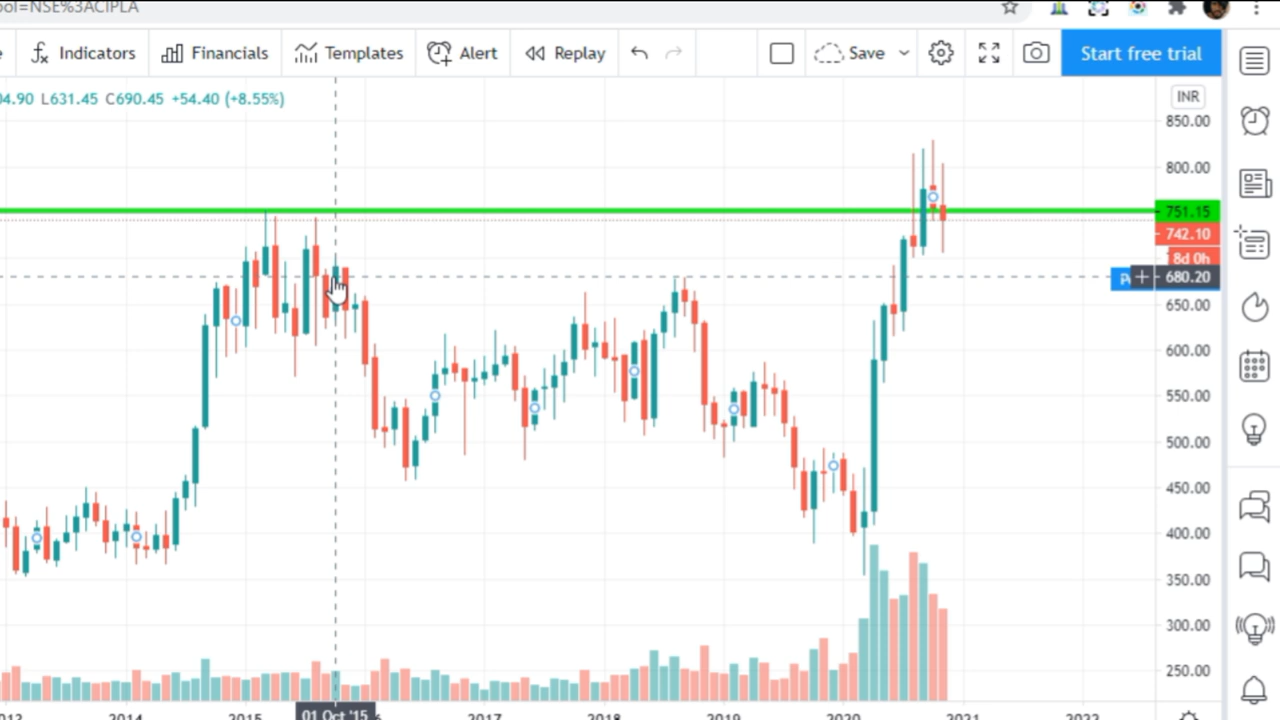 ool=NSE%3ACIPLA
Indicators Financials Templates Alert Replay Save Start free trial
04.90 L631.45 C690.45 +54.40 (+8.55%)
INR
850.00
800.00
751.15
742.10
8d 0h
680.20
650.00
600.00
550.00
500.00
450.00
400.00
350.00
300.00
250.00
2013 2014 2015 01 Oct '15 2017 2018 2019 2020 2021 2022